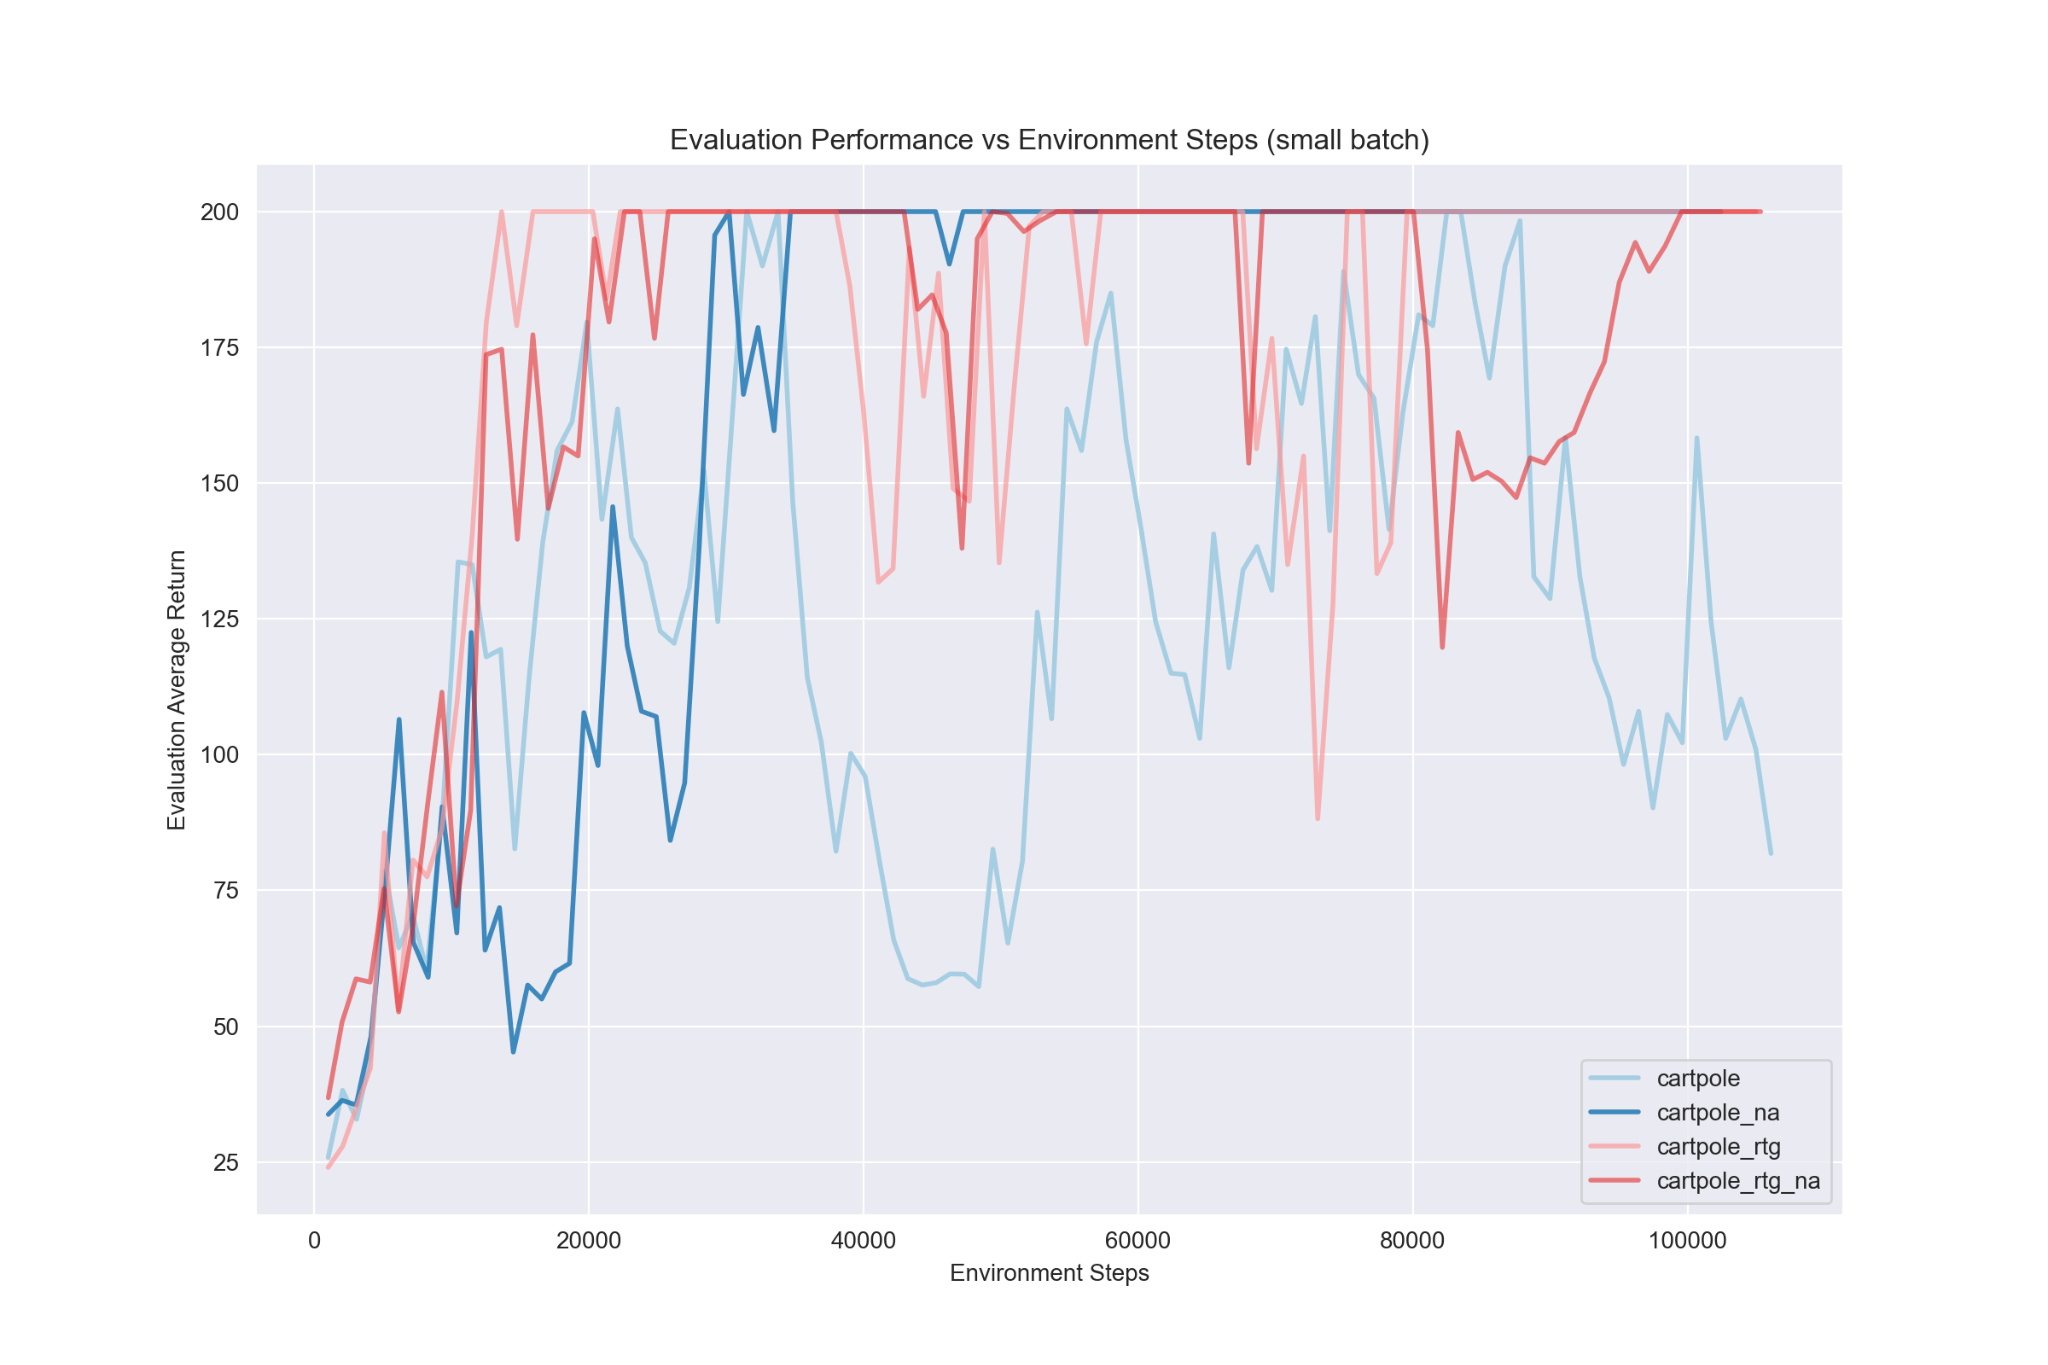 Evaluation Performance vs Environment Steps (small batch)
200
175
150
125
100
75
50
25
Evaluation Average Return
0 20000 40000 60000 80000 100000
Environment Steps
cartpole
cartpole_na
cartpole_rtg
cartpole_rtg_na